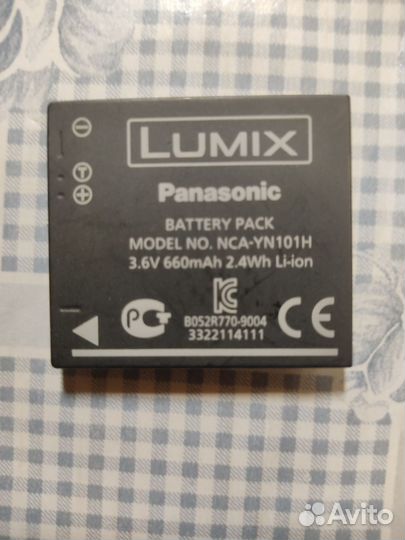 LUMIX
Panasonic
BATTERY PACK
MODEL NO. NCA-YN101H
3.6V 660mAh 2.4Wh Li-ion
B052R770-9004
3322114111
Avito